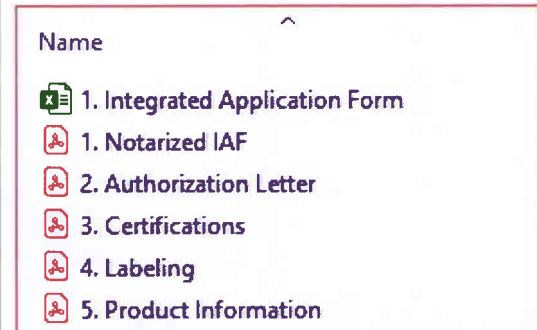 Name
1. Integrated Application Form
1. Notarized IAF
2. Authorization Letter
3. Certifications
4. Labeling
5. Product Information